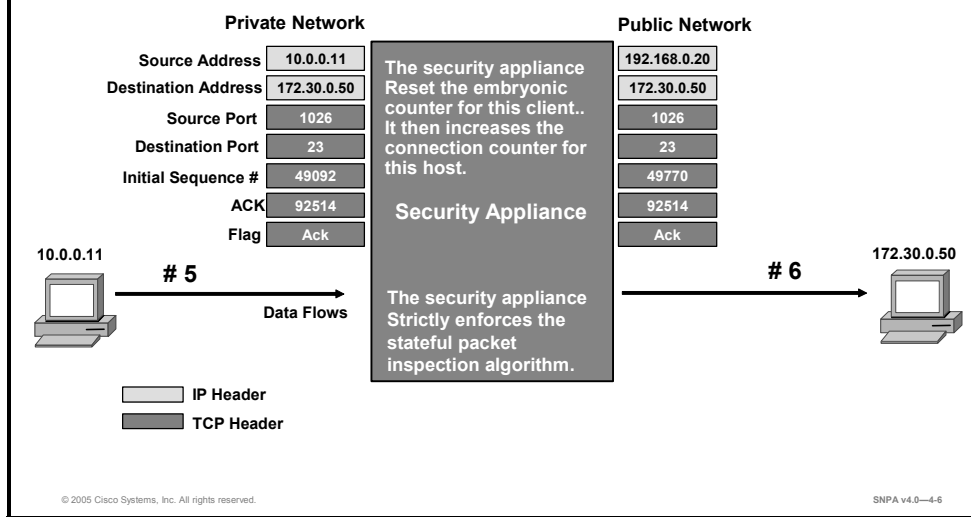 Private Network
Public Network
Source Address 10.0.0.11 192.168.0.20
Destination Address 172.30.0.50 172.30.0.50
Source Port 1026 1026
Destination Port 23 23
Initial Sequence # 49092 49770
ACK 92514 92514
Flag Ack Ack
The security appliance
Reset the embryonic
counter for this client..
It then increases the
connection counter for
this host.
Security Appliance
10.0.0.11
# 5
Data Flows
# 6
172.30.0.50
The security appliance
Strictly enforces the
stateful packet
inspection algorithm.
IP Header
TCP Header
© 2005 Cisco Systems, Inc. All rights reserved.
SNPA v4.0—4-6